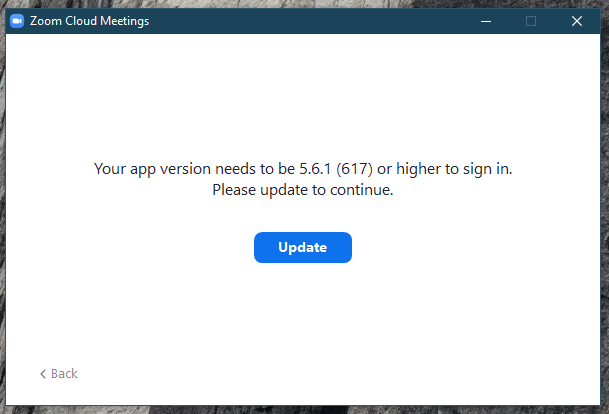 Zoom Cloud Meetings
Your app version needs to be 5.6.1 (617) or higher to sign in.
Please update to continue.
Update
Back